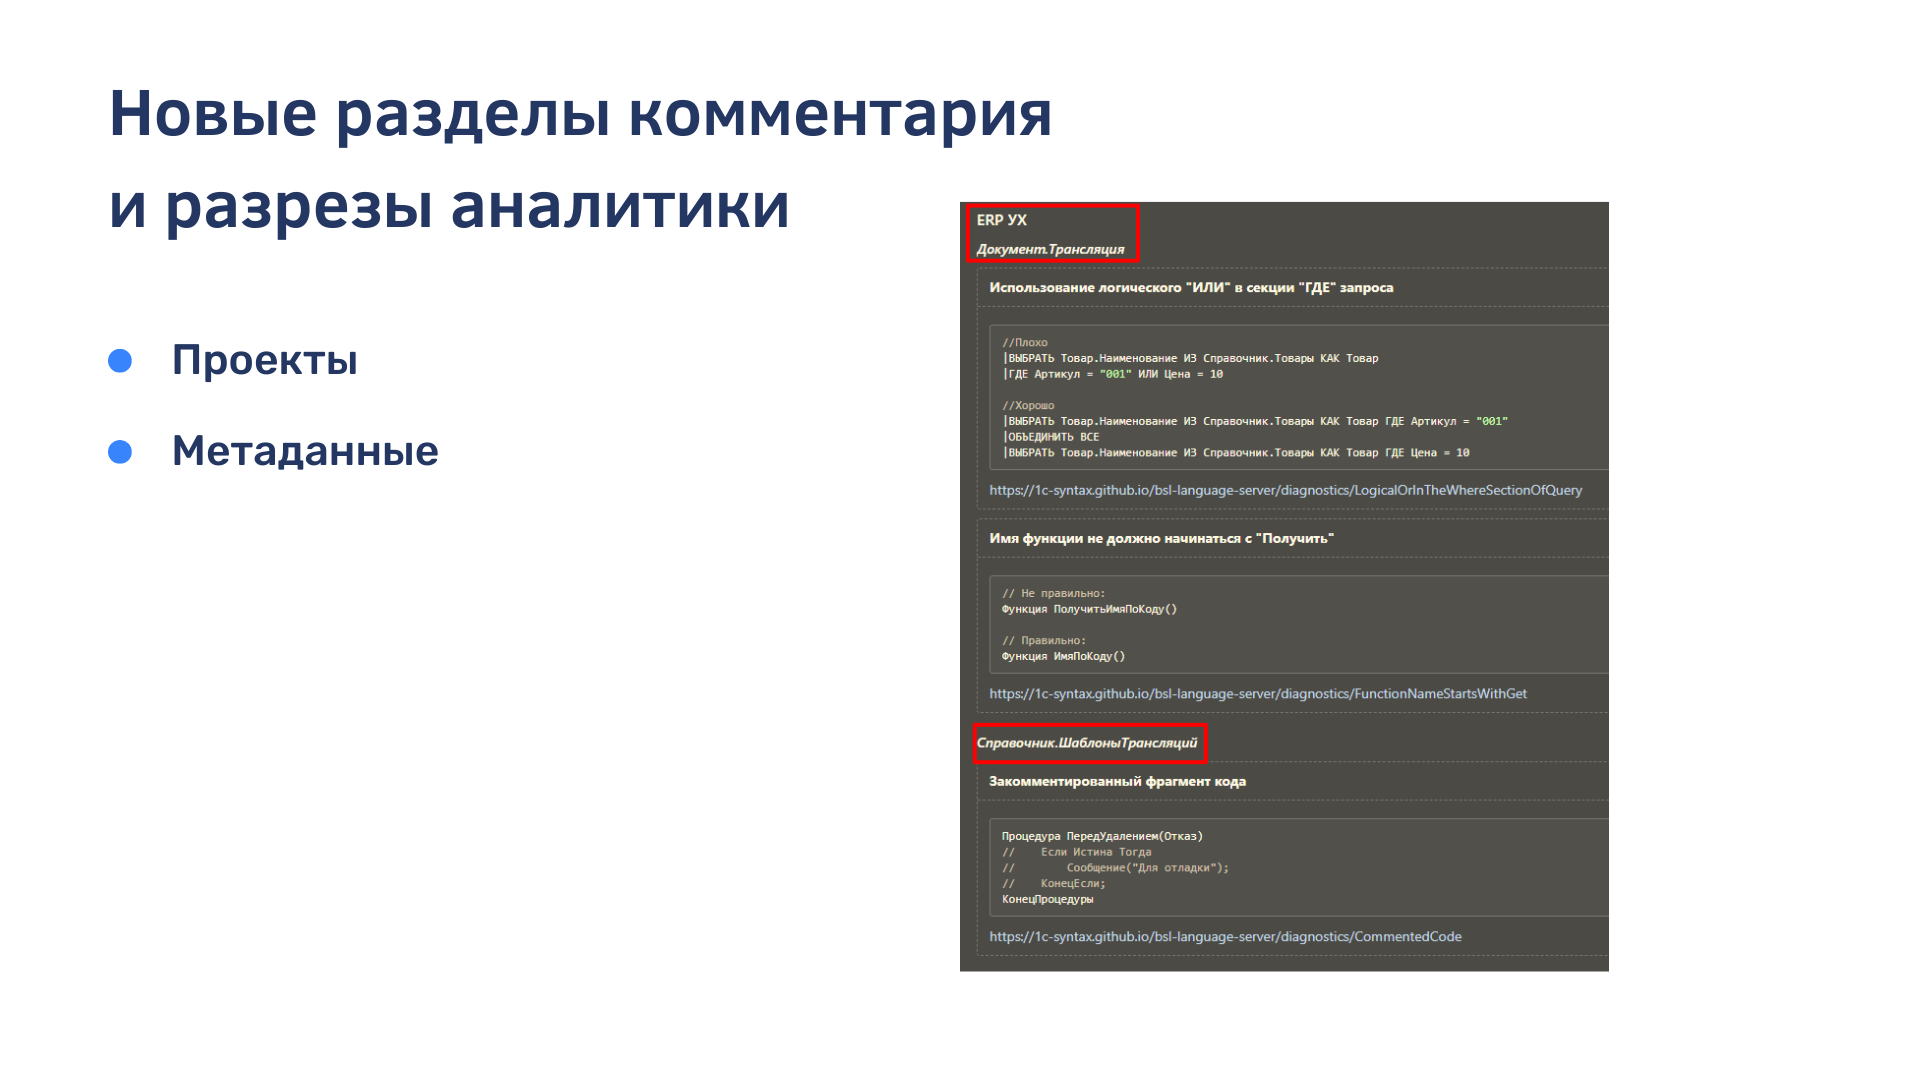 Новые разделы комментария
и разрезы аналитики
Проекты
Метаданные
ERP УХ
Документ.Трансляция
Использование логического "ИЛИ" в секции "ГДЕ" запроса
//Плохо
|ВЫБРАТЬ Товар.Наименование ИЗ Справочник.Товары КАК Товар
|ГДЕ Артикул = "001" ИЛИ Цена = 10
//Хорошо
|ВЫБРАТЬ Товар.Наименование ИЗ Справочник.Товары КАК Товар ГДЕ Артикул = "001"
|ОБЪЕДИНИТЬ ВСЕ
|ВЫБРАТЬ Товар.Наименование ИЗ Справочник.Товары КАК Товар ГДЕ Цена = 10
https://1c-syntax.github.io/bsl-language-server/diagnostics/LogicalOrInTheWhereSectionOfQuery
Имя функции не должно начинаться с "Получить"
// Не правильно:
Функция ПолучитьИмяПоКоду()
// Правильно:
Функция ИмяПоКоду()
https://1c-syntax.github.io/bsl-language-server/diagnostics/FunctionNameStartsWithGet
Справочник.ШаблоныТрансляций
Закомментированный фрагмент кода
Процедура ПередУдалением(Отказ)
//    Если Истина Тогда
//        Сообщение("Для отладки");
//    КонецЕсли;
КонецПроцедуры
https://1c-syntax.github.io/bsl-language-server/diagnostics/CommentedCode